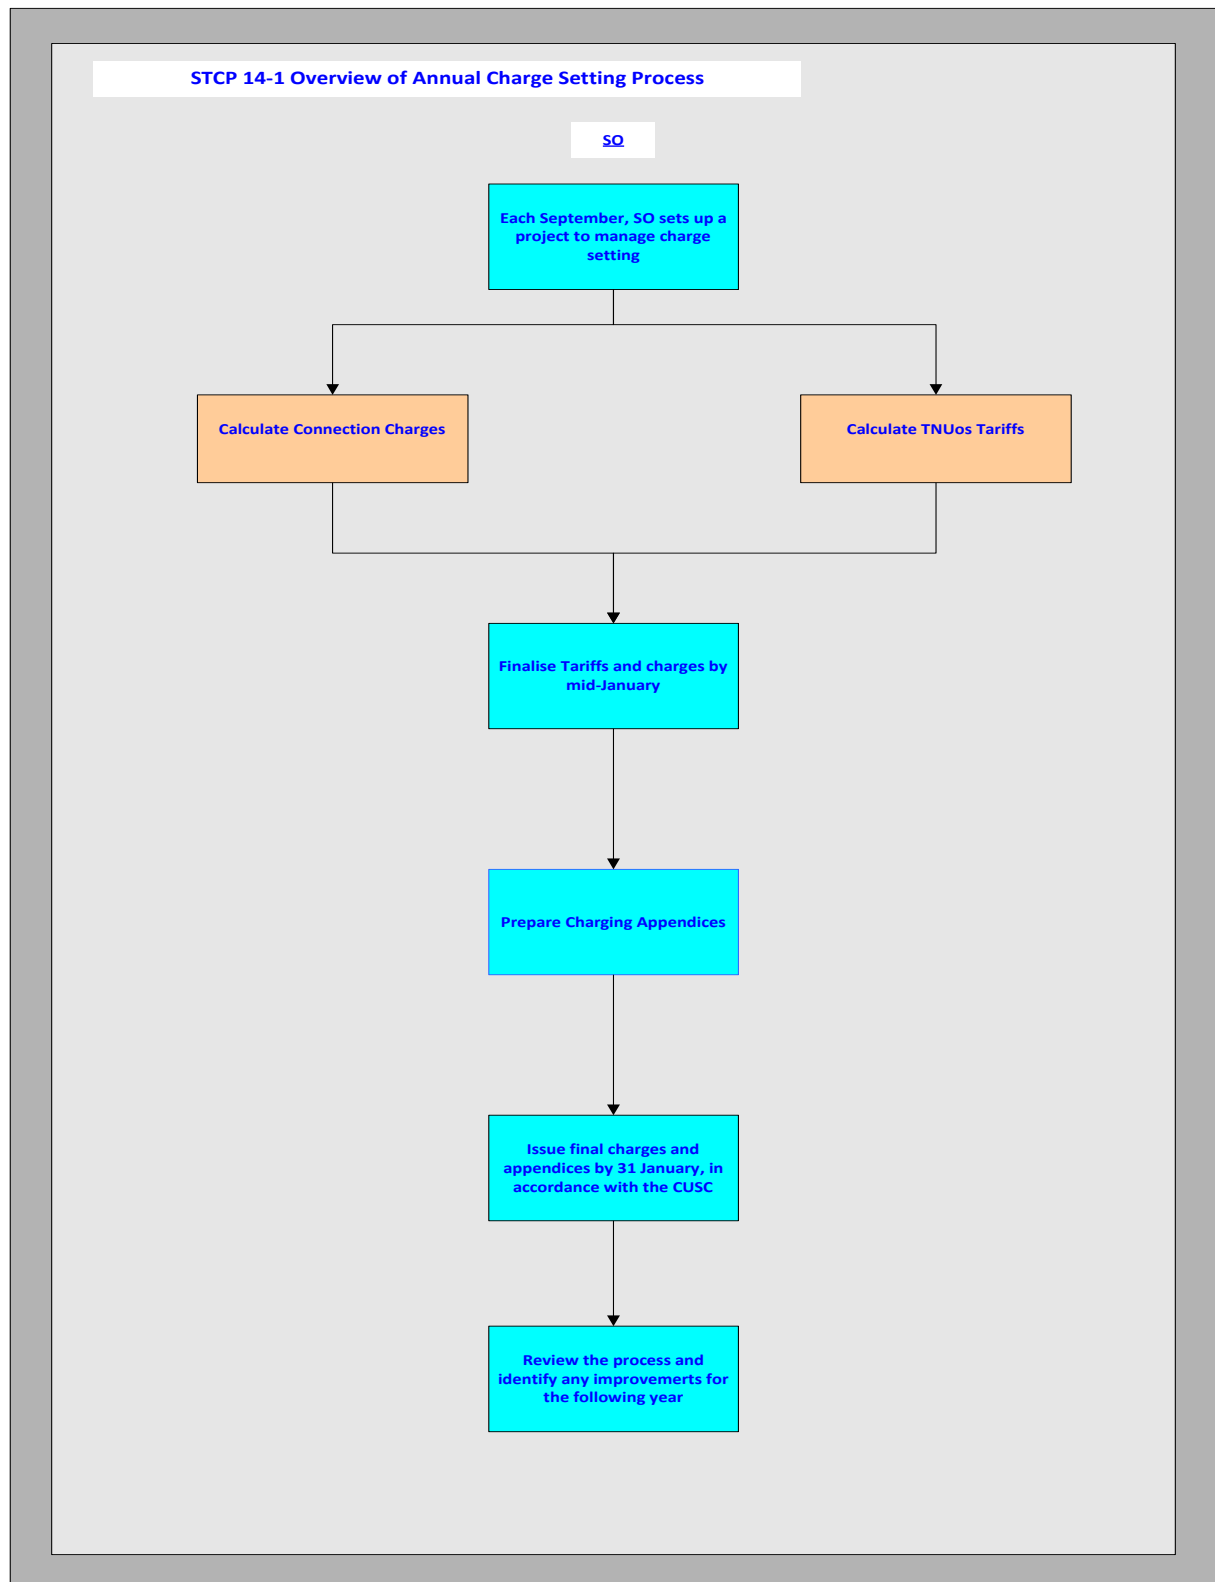 STCP 14-1 Overview of Annual Charge Setting Process
SO
Each September, SO sets up a
project to manage charge
setting
Calculate Connection Charges
Calculate TNUos Tariffs
Finalise Tariffs and charges by
mid-January
Prepare Charging Appendices
Issue final charges and
appendices by 31 January, in
accordance with the CUSC
Review the process and
identify any improvemerts for
the following year